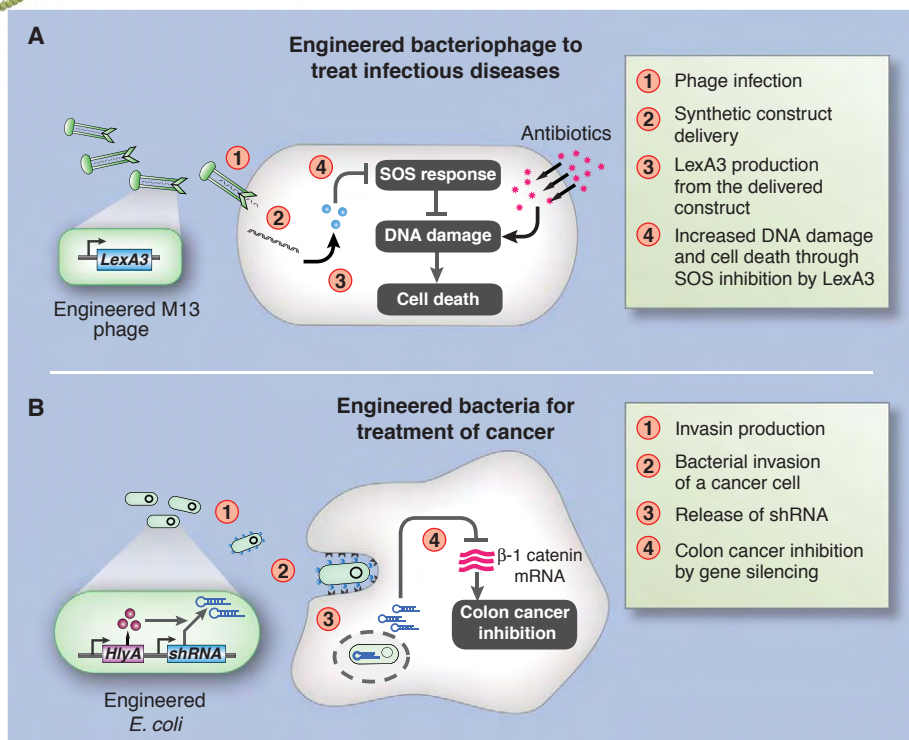 A
Engineered bacteriophage to
treat infectious diseases
1
2
3
4
SOS response
DNA damage
Cell death
Antibiotics
LexA3
Engineered M13
phage
1 Phage infection
2 Synthetic construct
delivery
3 LexA3 production
from the delivered
construct
4 Increased DNA damage
and cell death through
SOS inhibition by LexA3
B
Engineered bacteria for
treatment of cancer
1
2
3
4
β-1 catenin
mRNA
Colon cancer
inhibition
HlyA
shRNA
Engineered
E. coli
1 Invasin production
2 Bacterial invasion
of a cancer cell
3 Release of shRNA
4 Colon cancer inhibition
by gene silencing